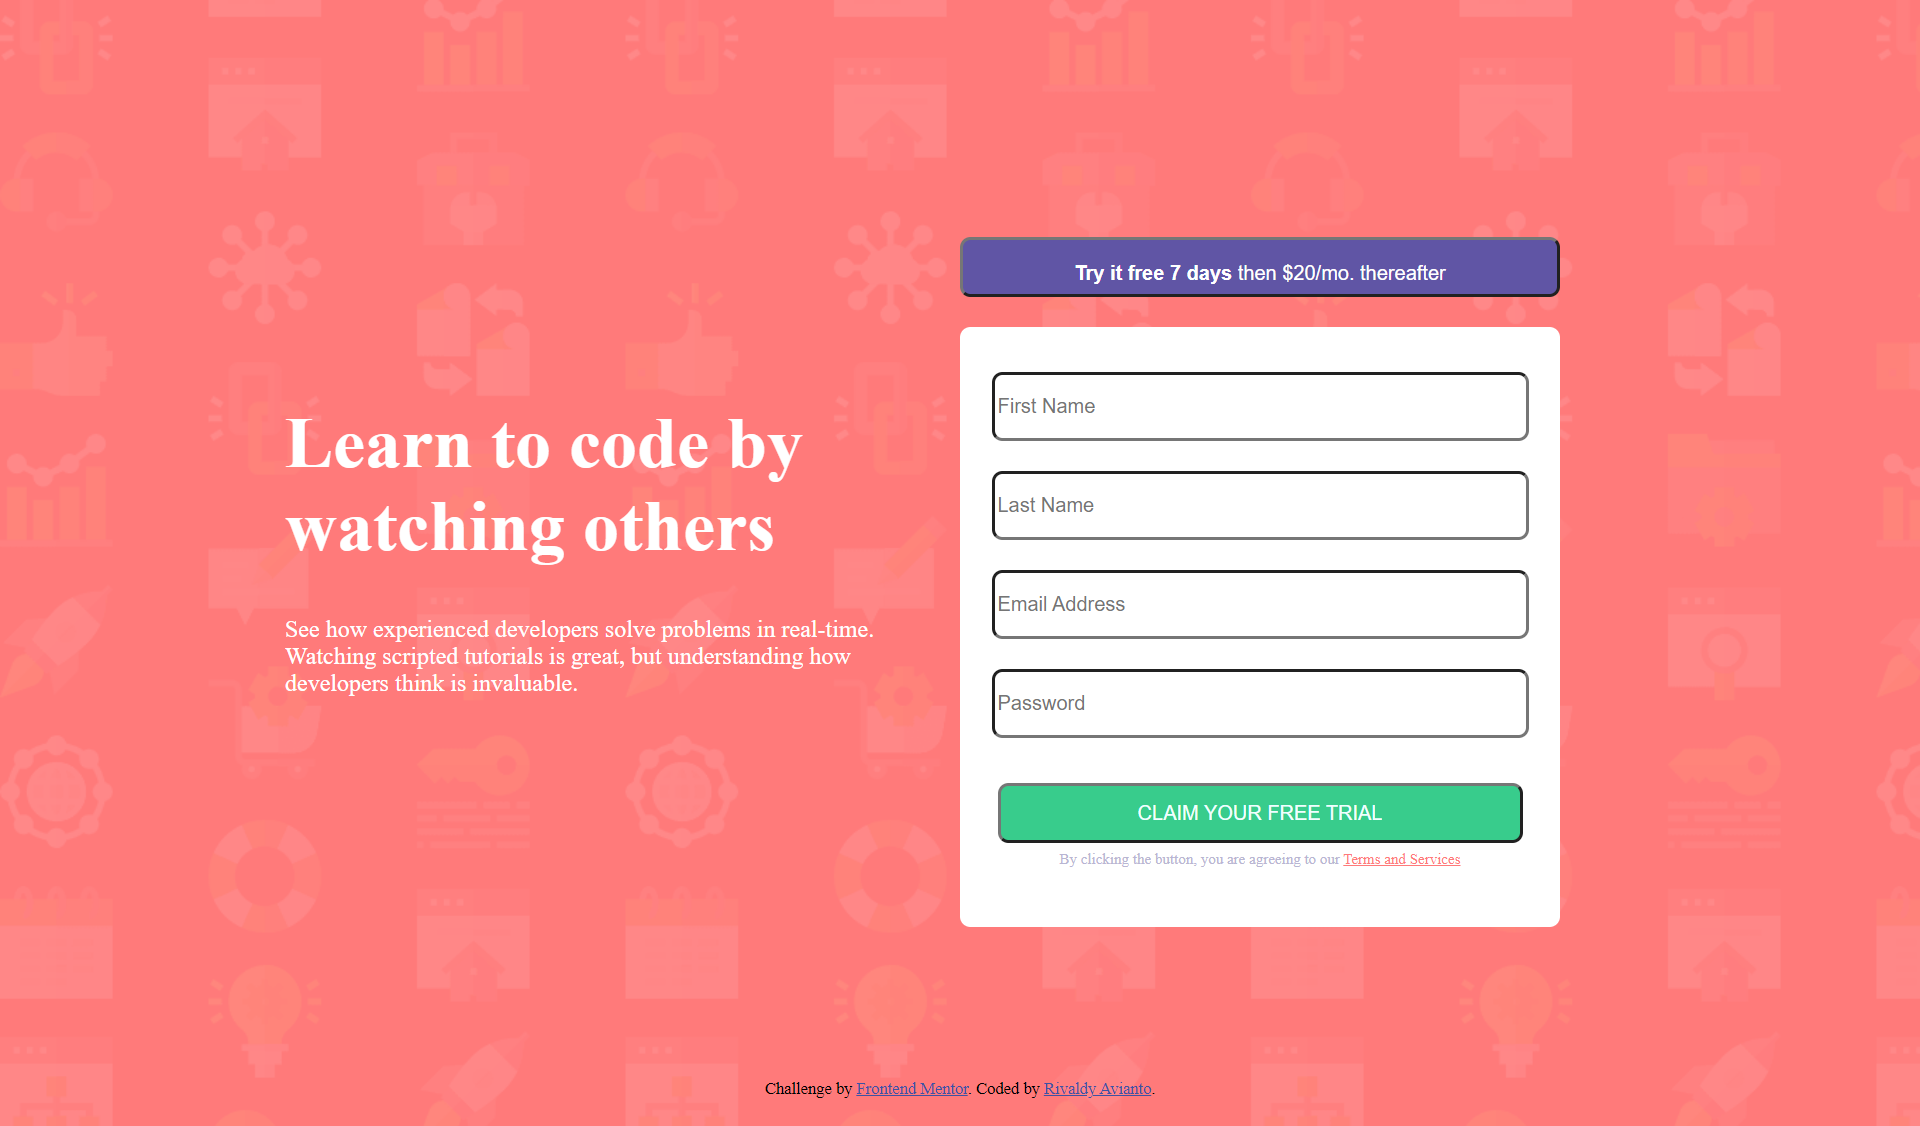 Learn to code by
watching others
See how experienced developers solve problems in real-time.
Watching scripted tutorials is great, but understanding how
developers think is invaluable.
Try it free 7 days then $20/mo. thereafter
First Name
Last Name
Email Address
Password
CLAIM YOUR FREE TRIAL
By clicking the button, you are agreeing to our Terms and Services
Challenge by Frontend Mentor. Coded by Rivaldy Avianto.